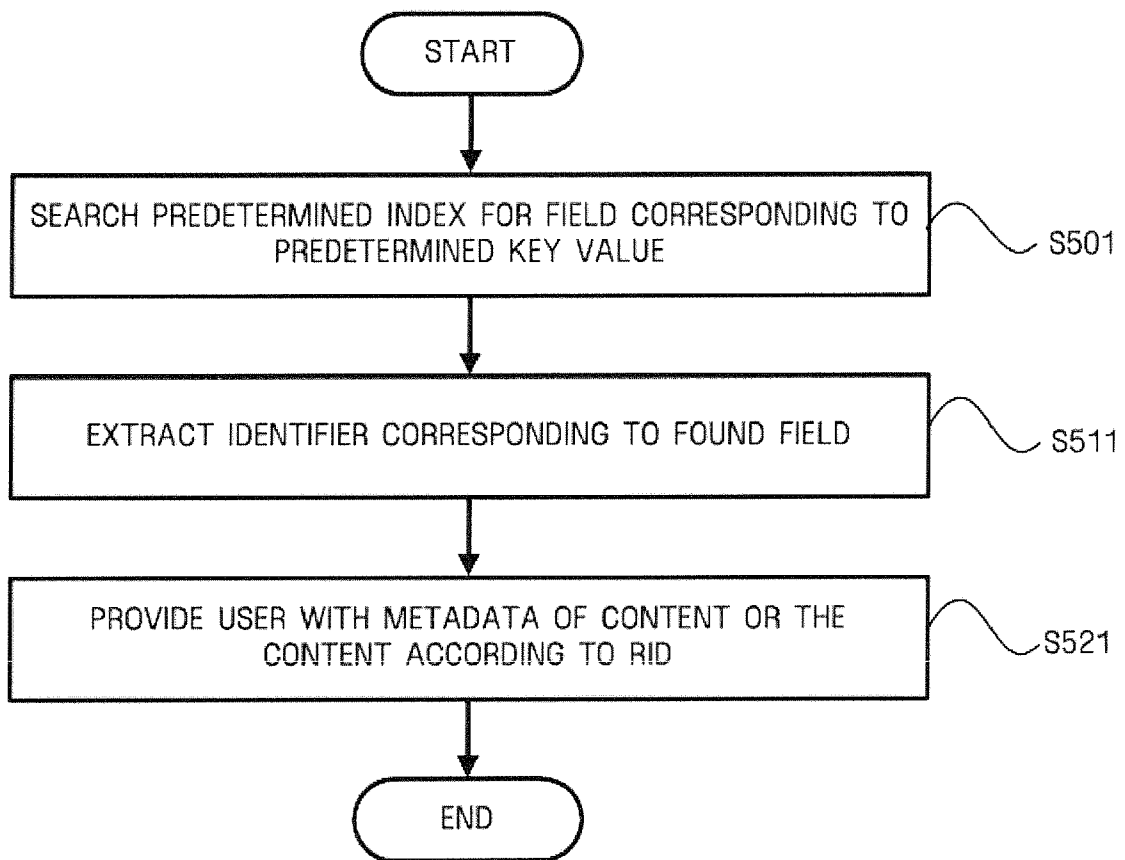 START
SEARCH PREDETERMINED INDEX FOR FIELD CORRESPONDING TO
PREDETERMINED KEY VALUE
S501
EXTRACT IDENTIFIER CORRESPONDING TO FOUND FIELD
S511
PROVIDE USER WITH METADATA OF CONTENT OR THE
CONTENT ACCORDING TO RID
S521
END